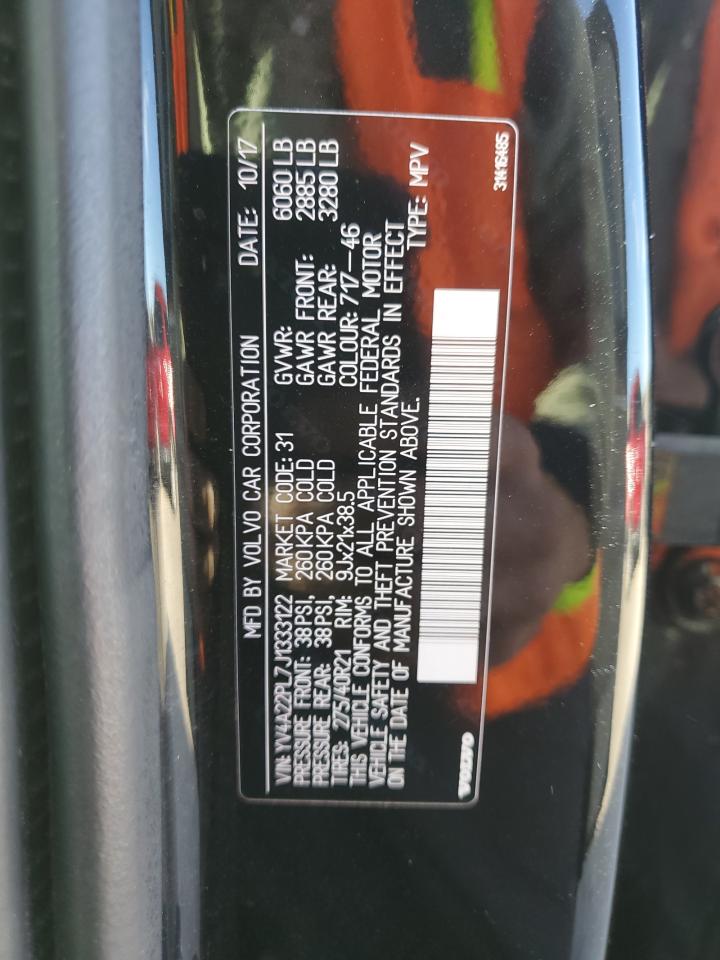 MFD BY VOLVO CAR CORPORATION DATE: 10/17
VIN: YV4A22PL7J1333122 MARKET CODE: 31 GVWR: 6060 LB
PRESSURE FRONT: 38PSI, 260KPA COLD GAWR FRONT: 2885 LB
PRESSURE REAR: 38PSI, 260KPA COLD GAWR REAR: 3280 LB
TIRES: 275/40R21 RIM: 9Jx21x38.5 COLOUR: 717-46
THIS VEHICLE CONFORMS TO ALL APPLICABLE FEDERAL MOTOR
VEHICLE SAFETY AND THEFT PREVENTION STANDARDS IN EFFECT
ON THE DATE OF MANUFACTURE SHOWN ABOVE. TYPE: MPV
VOLVO 31416485